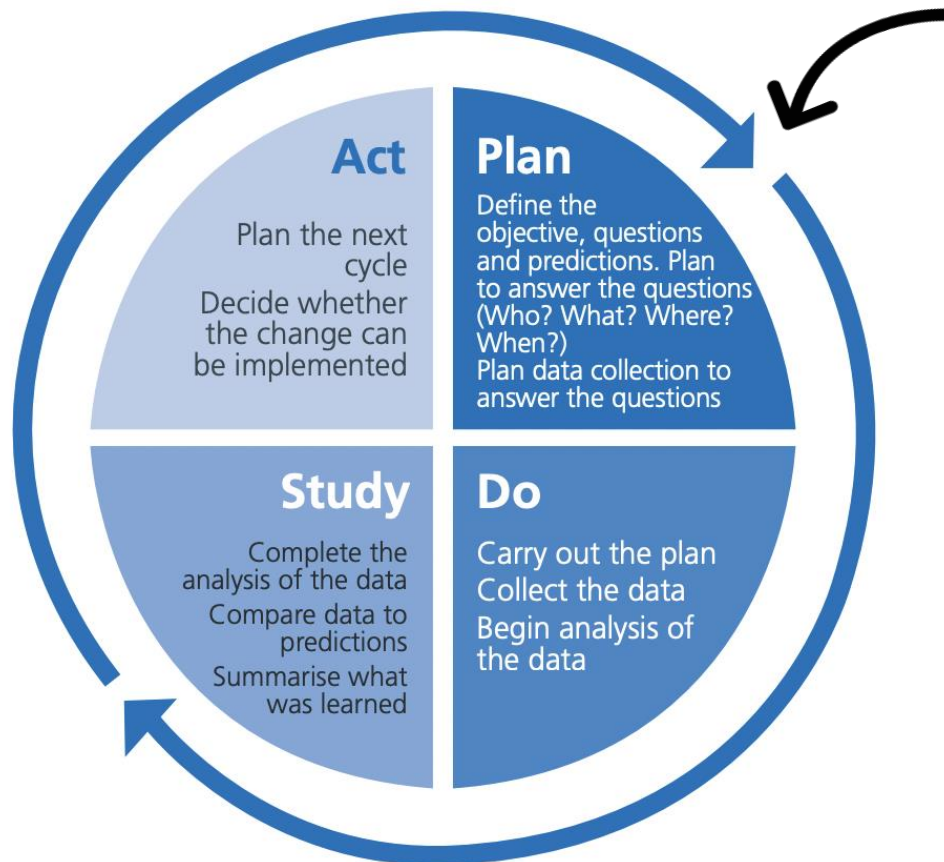 Act
Plan the next
cycle
Decide whether
the change can
be implemented
Plan
Define the
objective, questions
and predictions. Plan
to answer the questions
(Who? What? Where?
When?)
Plan data collection to
answer the questions
Study
Complete the
analysis of the data
Compare data to
predictions
Summarise what
was learned
Do
Carry out the plan
Collect the data
Begin analysis of
the data